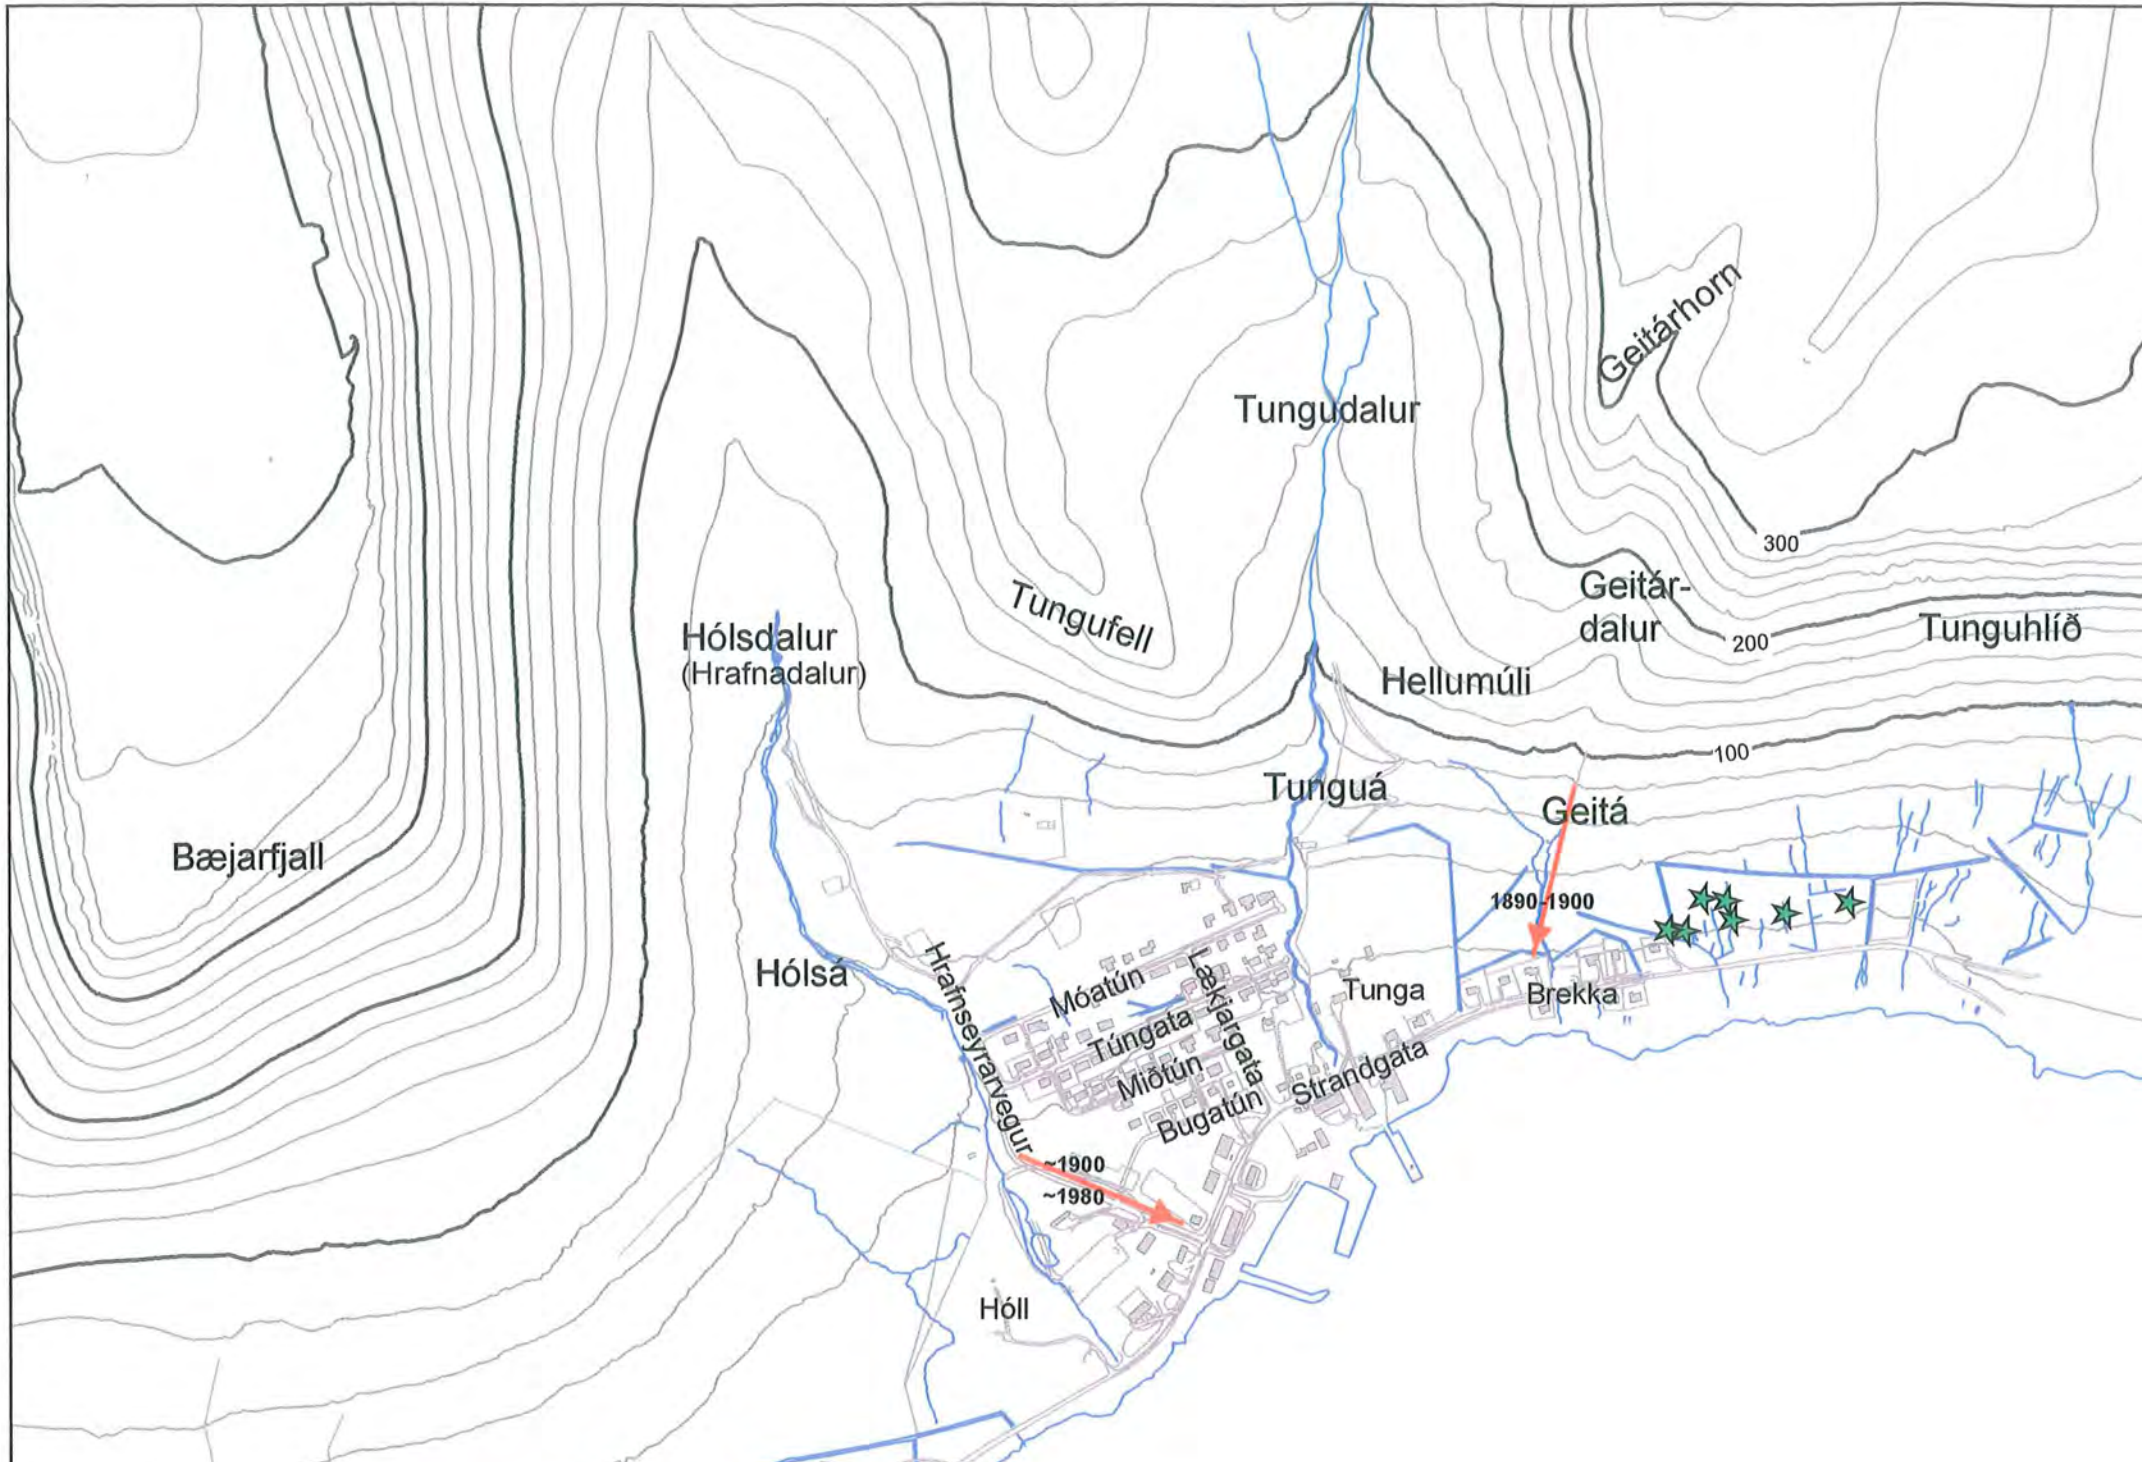 Geitárhorn
Tungudalur
300
Geitár-
dalur
200
Tunguhlíð
Tungufell
Hólsdalur
(Hrafnadalur)
Hellumúli
100
Tunguá
Geitá
Bæjarfjall
1890-1900
Hólsá
Hrafnseyrarvegur
Móatún
Lækjargata
Tunga
Brekka
Túngata
Miðtún
Strandgata
Bugatún
~1900
~1980
Hóll